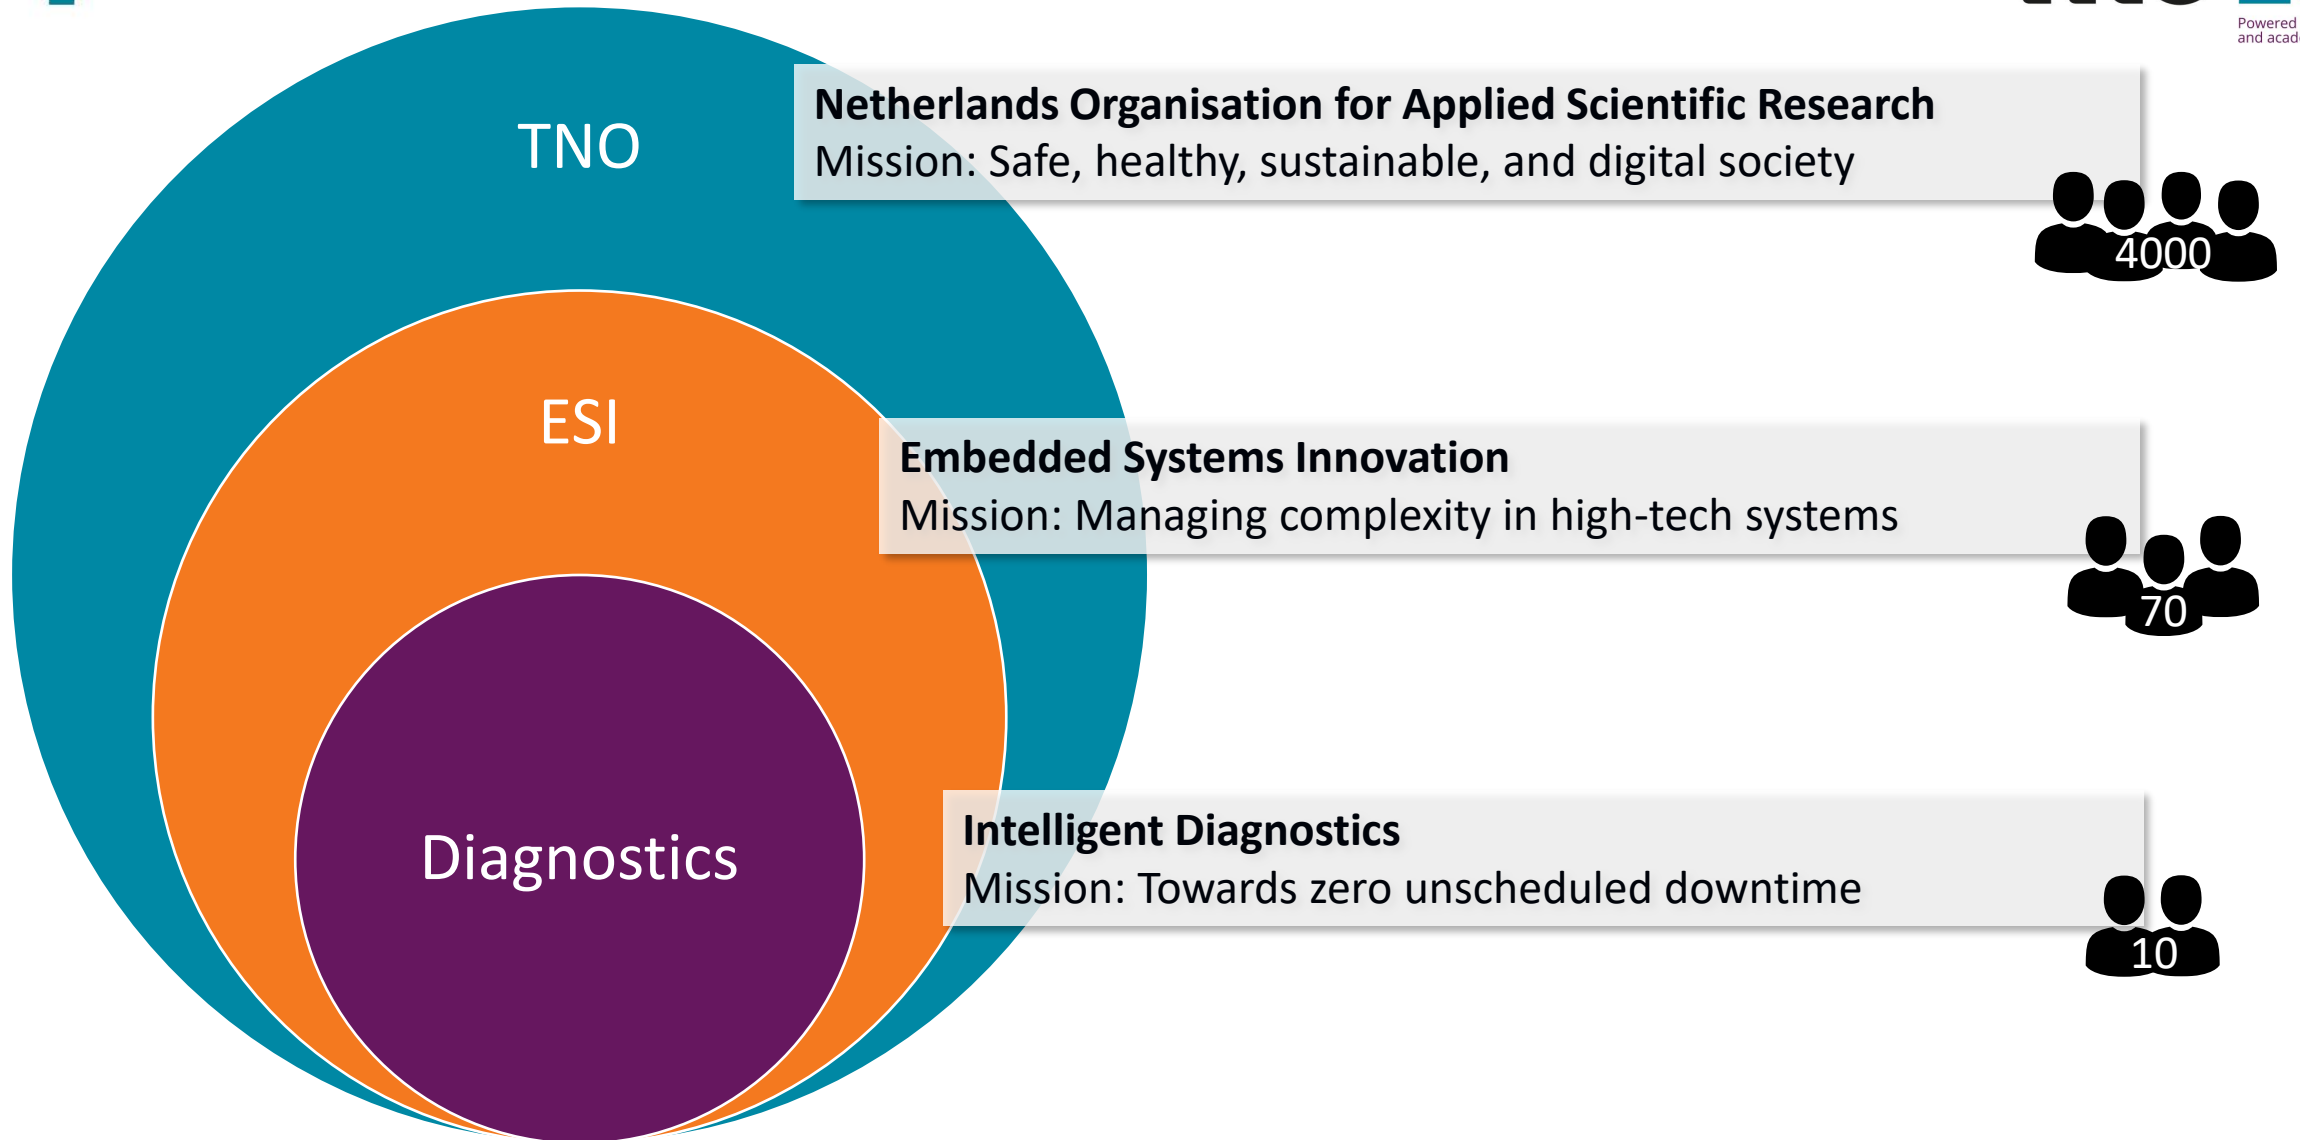 Powered
TNO
Netherlands Organisation for Applied Scientific Research
Mission: Safe, healthy, sustainable, and digital society
4000
ESI
Embedded Systems Innovation
Mission: Managing complexity in high-tech systems
70
Diagnostics
Intelligent Diagnostics
Mission: Towards zero unscheduled downtime
10